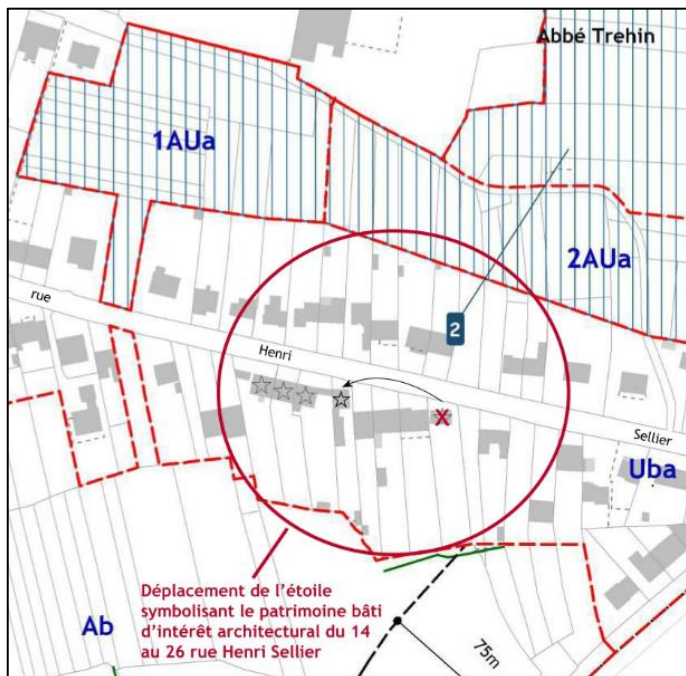 Abbé Trehin
1AUa
2AUa
2
rue
Henri
X
Sellier
Uba
Déplacement de l'étoile
symbolisant le patrimoine bâti
d'intérêt architectural du 14
au 26 rue Henri Sellier
Ab
75m